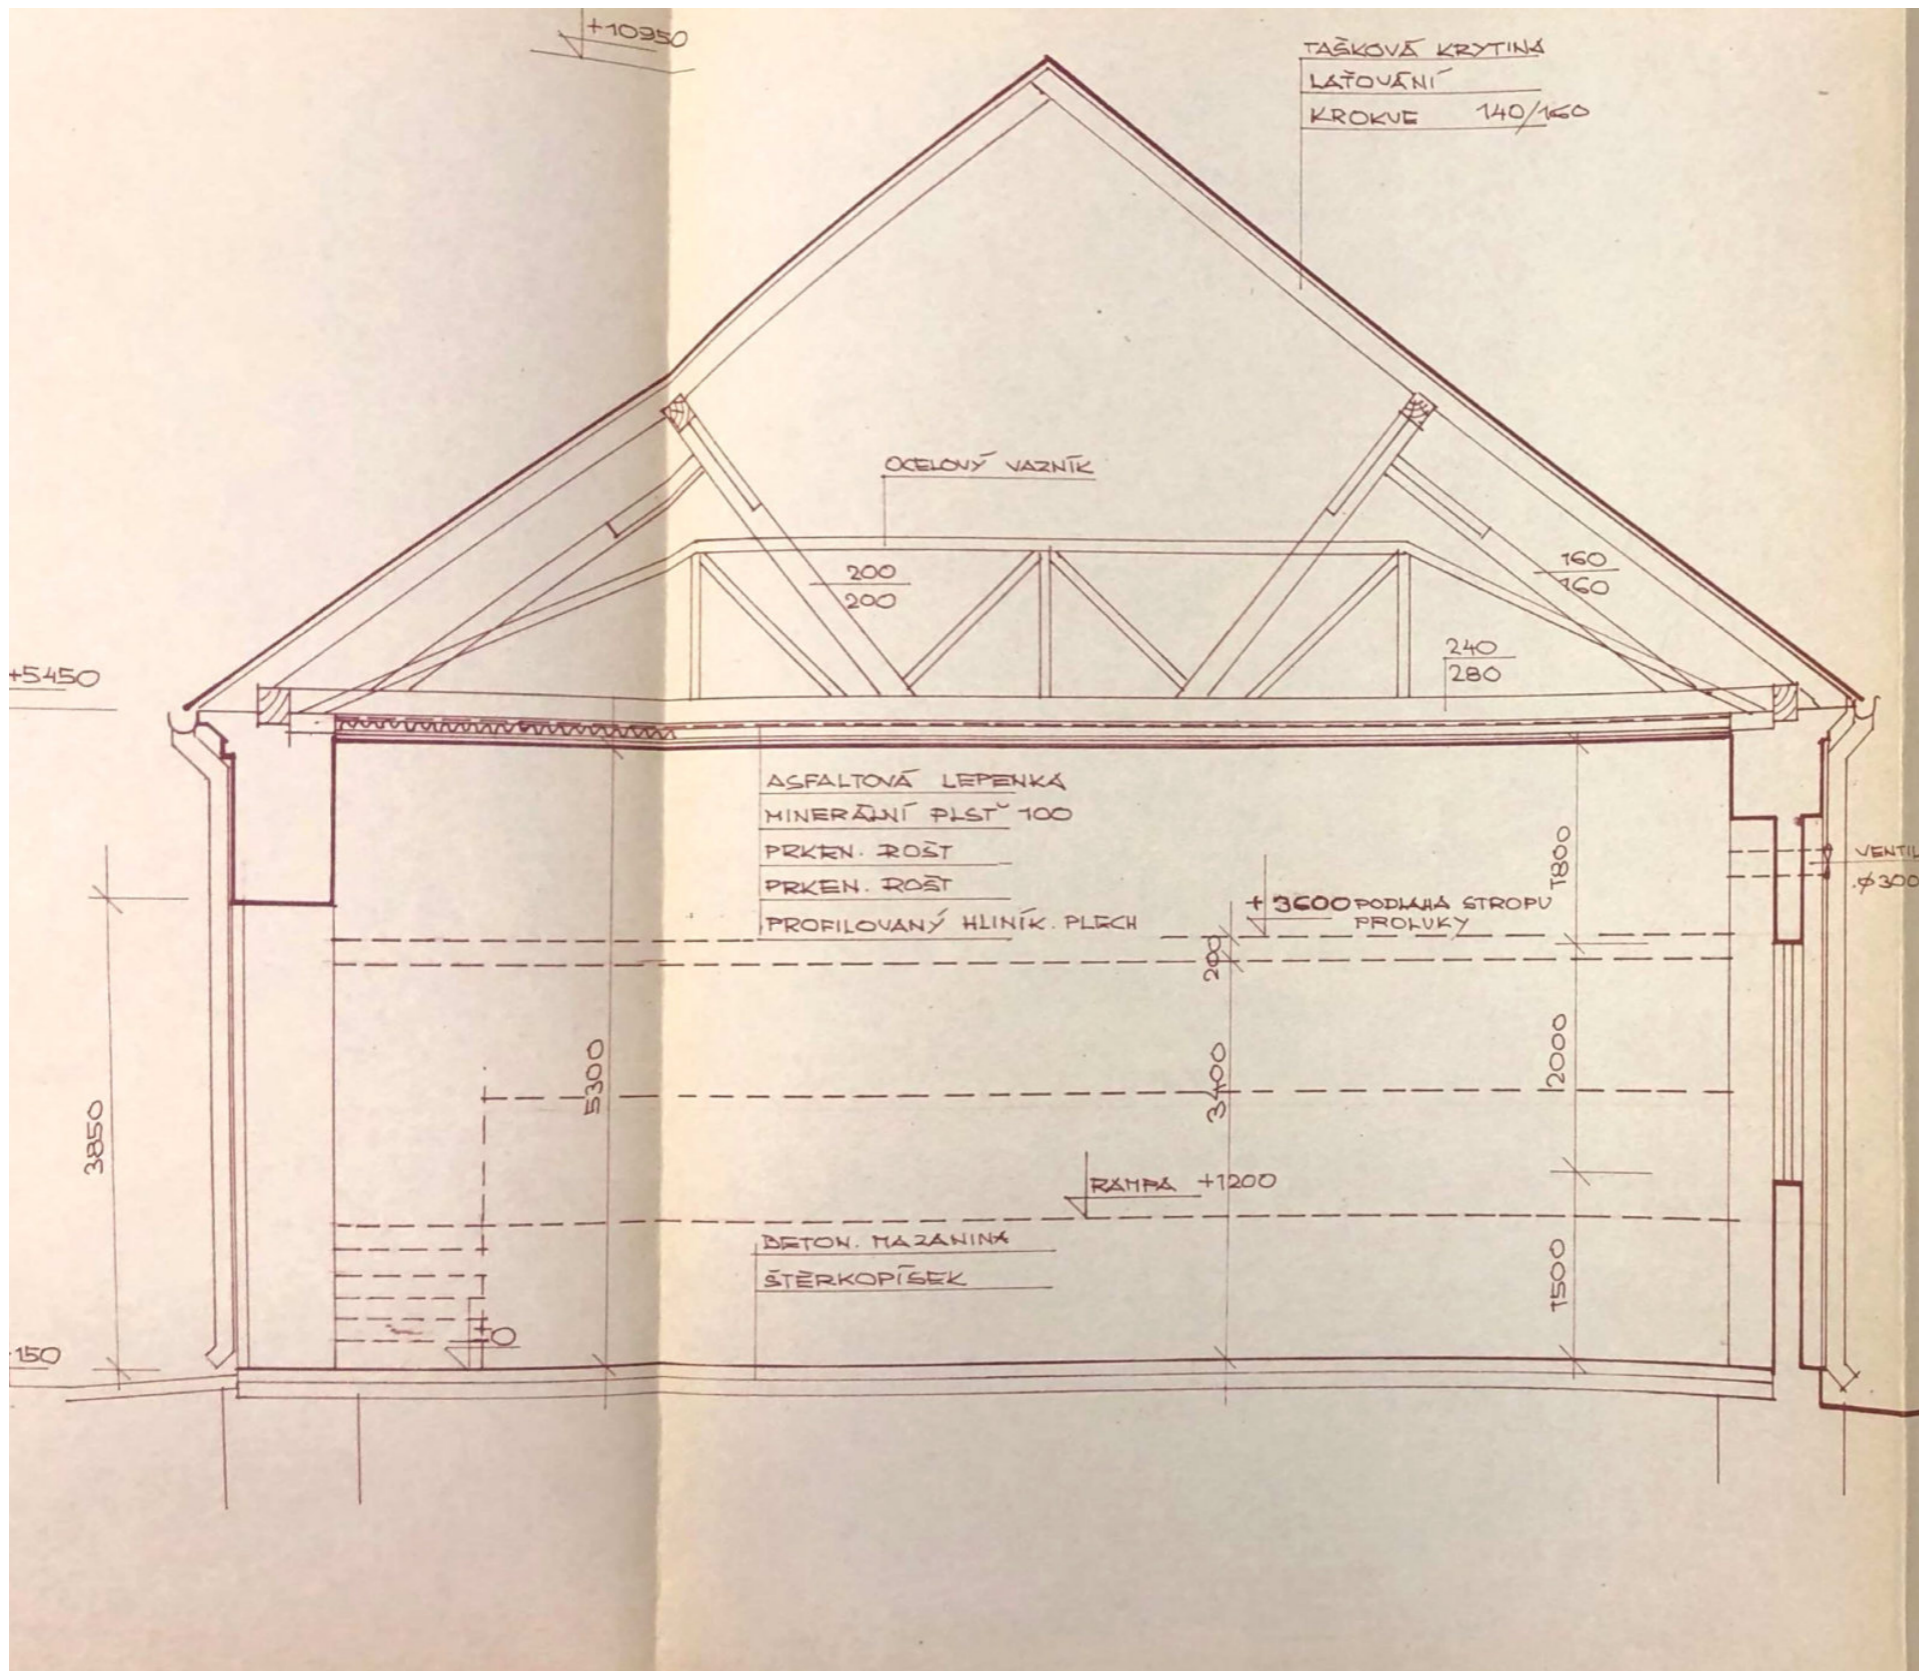 +10950
TAŠKOVÁ KRYTINA
LAŤOVÁNÍ
KROKVE 140/160
OCELOVÝ VAZNÍK
200
200
160
160
240
280
+5450
ASFALTOVÁ LEPENKA
MINERÁLNÍ PLSŤ 100
PRKEN. ROŠT
PRKEN. ROŠT
PROFILOVANÝ HLINÍK. PLECH
1800
VENTIL
Ø300
+3600 PODLAHA STROPU
PROLUKY
200
5300
3400
2000
3850
RAMPA +1200
BETON. MAZANINA
ŠTĚRKOPÍSEK
1500
±0
-150